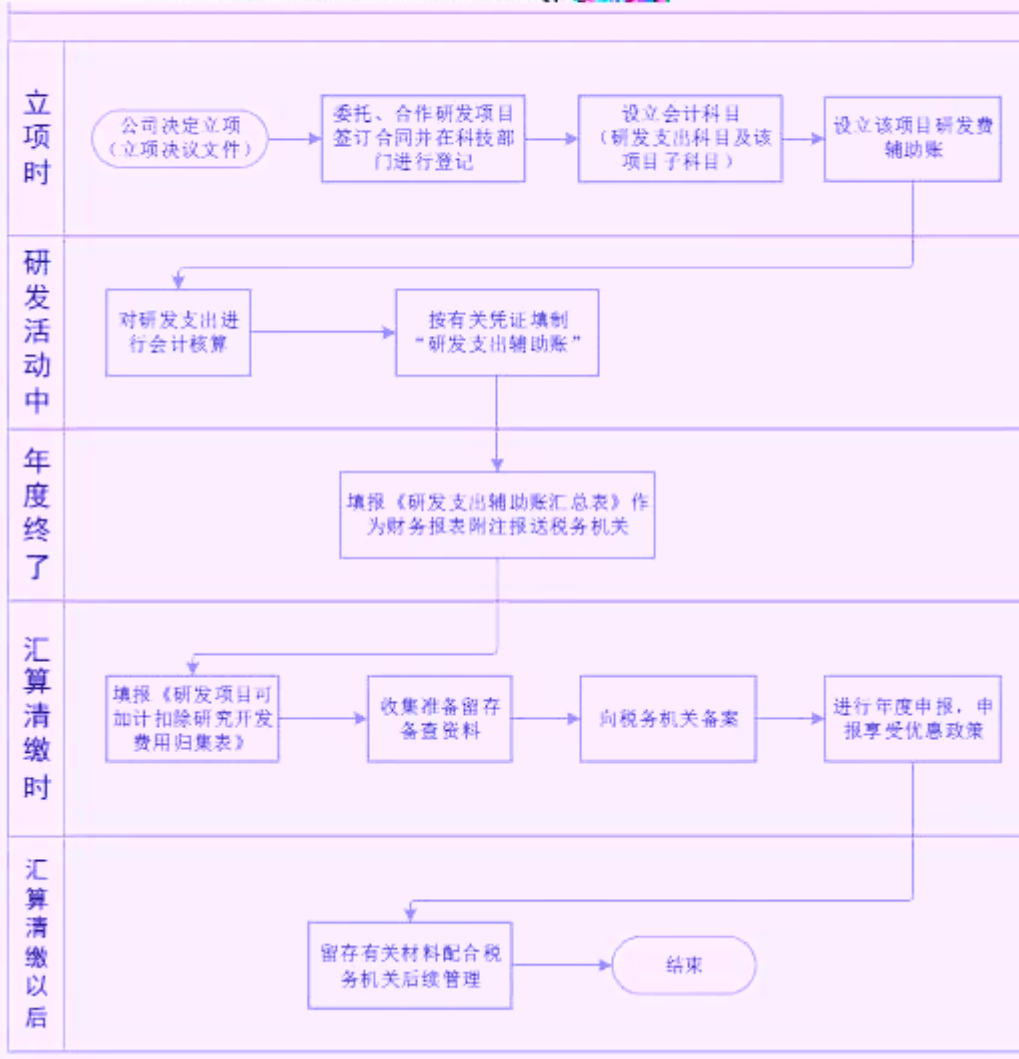 立项时
公司决定立项
（立项决议文件）
委托、合作研发项目
签订合同并在科技部
门进行登记
设立会计科目
（研发支出科目及该
项目子科目）
设立该项目研发费
辅助账
研发活动中
对研发支出进
行会计核算
按有关凭证填制
“研发支出辅助账”
年度终了
填报《研发支出辅助账汇总表》作
为财务报表附注报送税务机关
汇算清缴时
填报《研发项目可
加计扣除研究开发
费用归集表》
收集准备留存
备查资料
向税务机关备案
进行年度申报，申
报享受优惠政策
汇算清缴以后
留存有关材料配合税
务机关后续管理
结束